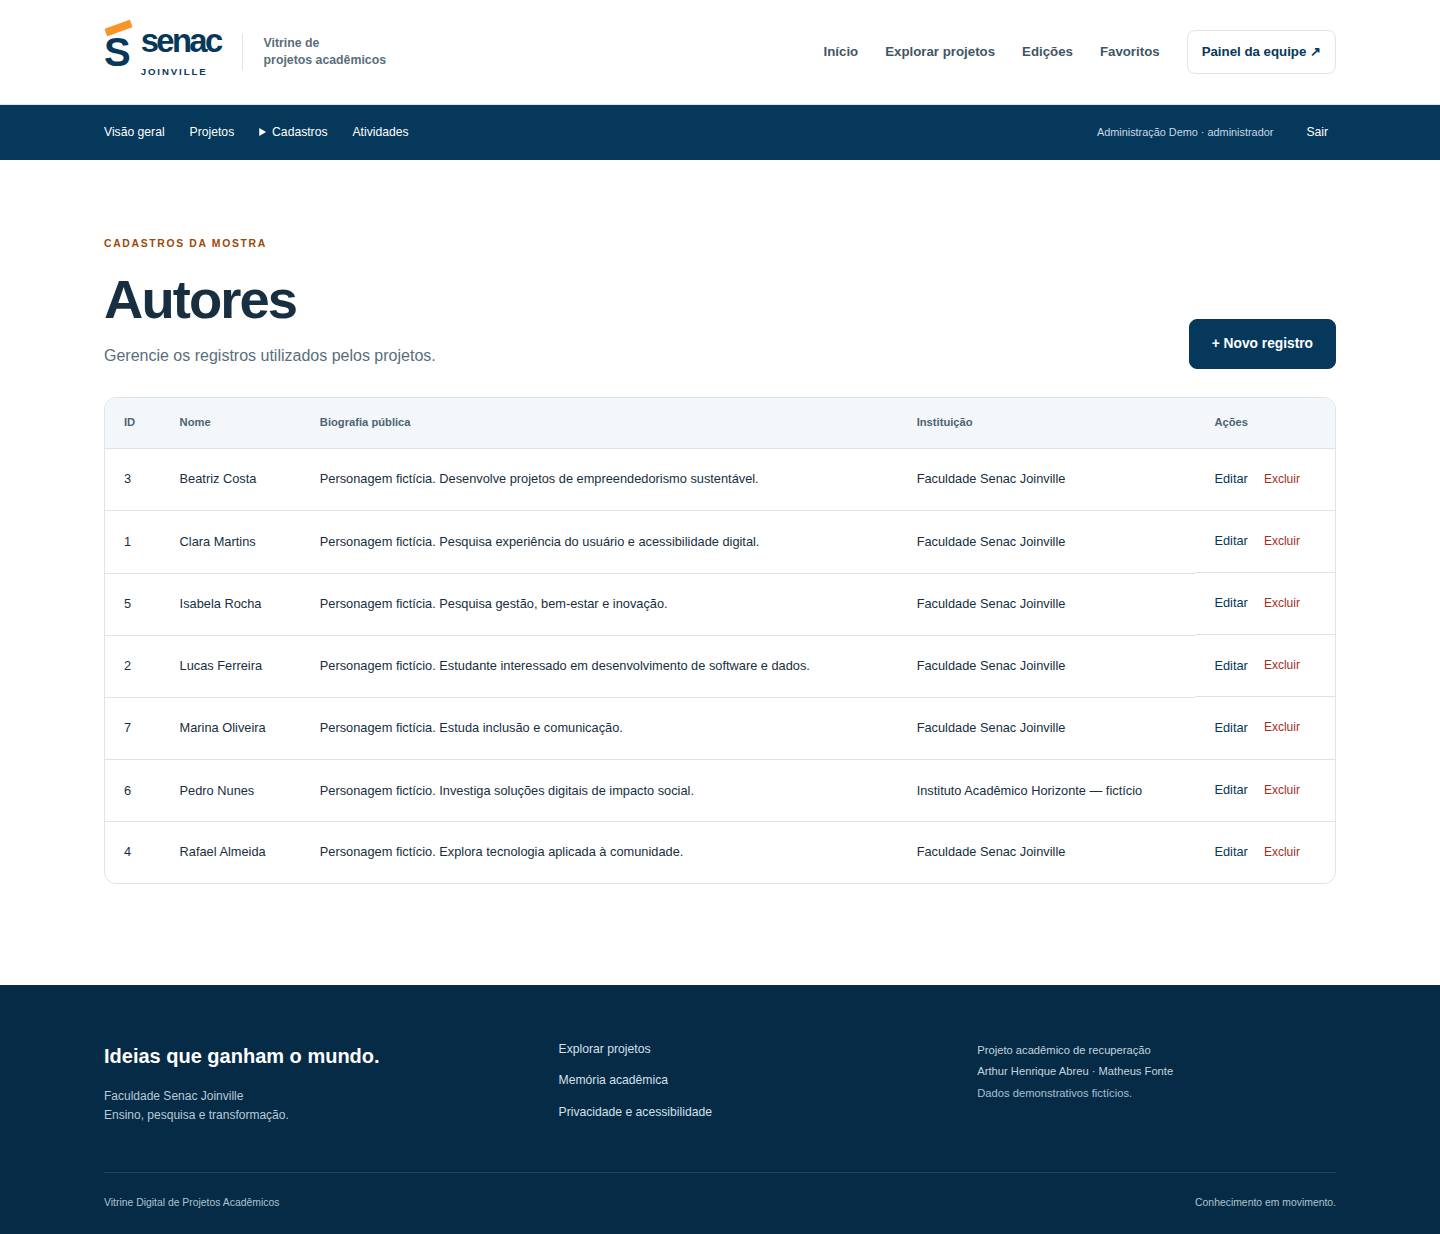 senac
JOINVILLE
Vitrine de
projetos acadêmicos
Início Explorar projetos Edições Favoritos Painel da equipe ↗
Visão geral Projetos ▶ Cadastros Atividades Administração Demo · administrador Sair
CADASTROS DA MOSTRA
Autores
Gerencie os registros utilizados pelos projetos.
+ Novo registro
ID Nome Biografia pública Instituição Ações
3 Beatriz Costa Personagem fictícia. Desenvolve projetos de empreendedorismo sustentável. Faculdade Senac Joinville Editar Excluir
1 Clara Martins Personagem fictícia. Pesquisa experiência do usuário e acessibilidade digital. Faculdade Senac Joinville Editar Excluir
5 Isabela Rocha Personagem fictícia. Pesquisa gestão, bem-estar e inovação. Faculdade Senac Joinville Editar Excluir
2 Lucas Ferreira Personagem fictício. Estudante interessado em desenvolvimento de software e dados. Faculdade Senac Joinville Editar Excluir
7 Marina Oliveira Personagem fictícia. Estuda inclusão e comunicação. Faculdade Senac Joinville Editar Excluir
6 Pedro Nunes Personagem fictício. Investiga soluções digitais de impacto social. Instituto Acadêmico Horizonte — fictício Editar Excluir
4 Rafael Almeida Personagem fictício. Explora tecnologia aplicada à comunidade. Faculdade Senac Joinville Editar Excluir
Ideias que ganham o mundo.
Faculdade Senac Joinville
Ensino, pesquisa e transformação.
Explorar projetos
Memória acadêmica
Privacidade e acessibilidade
Projeto acadêmico de recuperação
Arthur Henrique Abreu · Matheus Fonte
Dados demonstrativos fictícios.
Vitrine Digital de Projetos Acadêmicos Conhecimento em movimento.